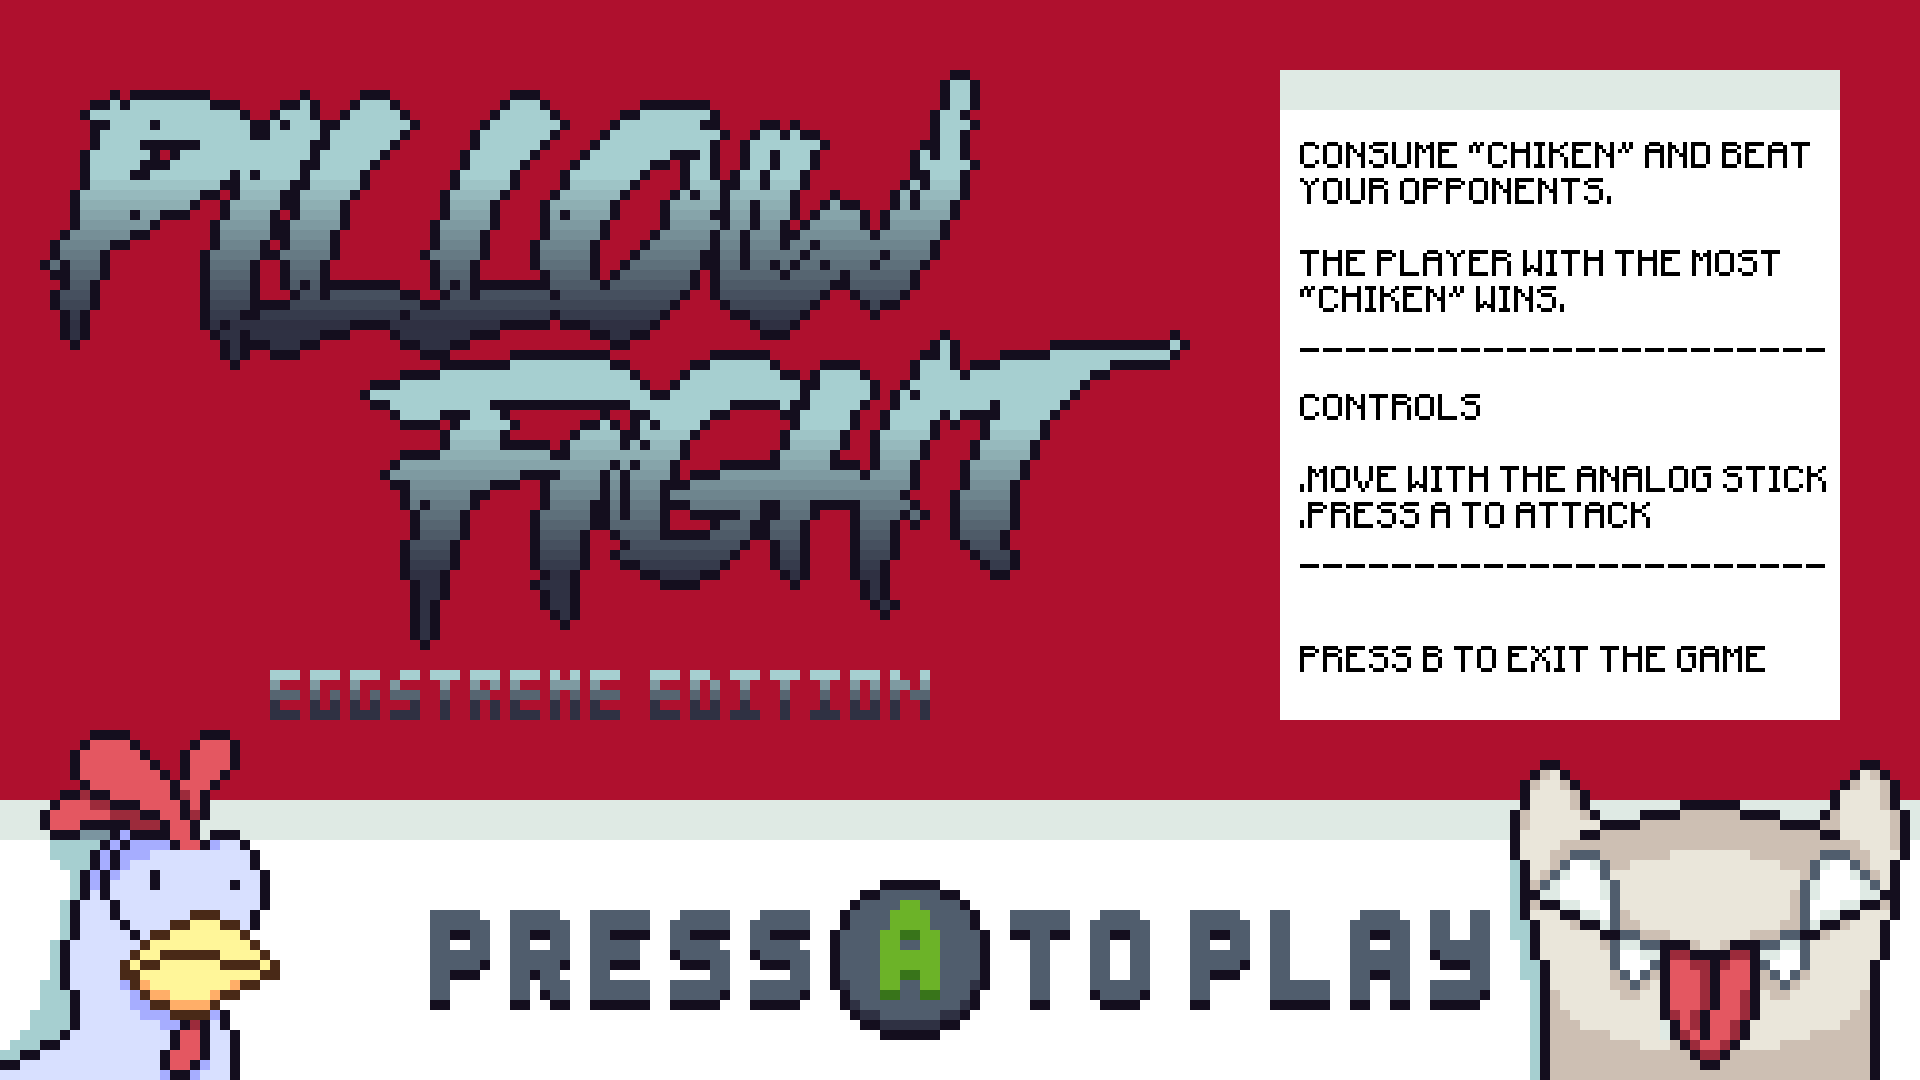 PILLOW
FIGHT
EGGSTREME EDITION
CONSUME "CHIKEN" AND BEAT
YOUR OPPONENTS.
THE PLAYER WITH THE MOST
"CHIKEN" WINS.
-----------------------
CONTROLS
.MOVE WITH THE ANALOG STICK
.PRESS A TO ATTACK
-----------------------
PRESS B TO EXIT THE GAME
PRESS A TO PLAY